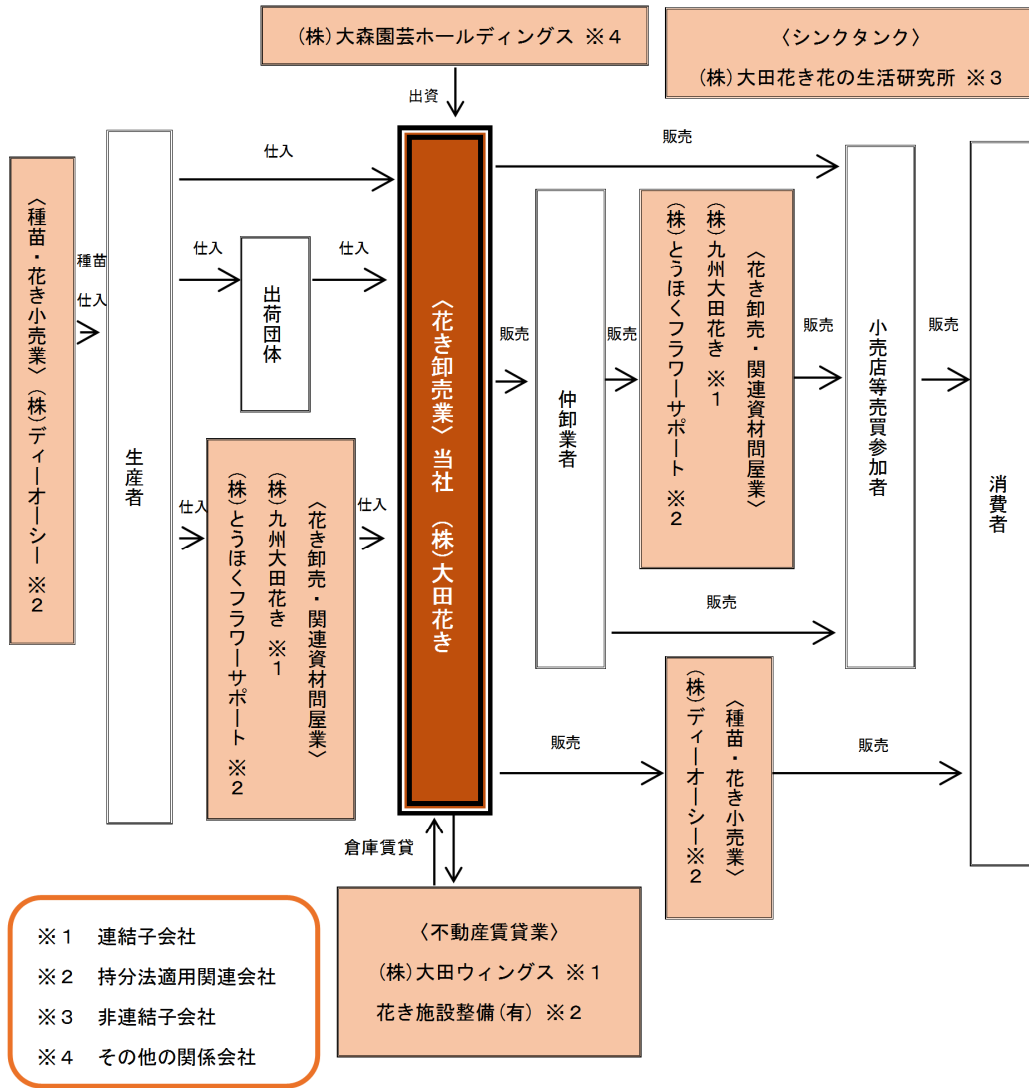 (株)大森園芸ホールディングス ※４
〈シンクタンク〉
(株)大田花き花の生活研究所 ※３
出資
〈種苗・花き小売業〉(株)ディーオーシー ※２
種苗
仕入
生産者
仕入
仕入
出荷団体
仕入
仕入
〈花き卸売・関連資材問屋業〉
(株)九州大田花き ※１
(株)とうほくフラワーサポート ※２
仕入
〈花き卸売業〉当社 (株)大田花き
販売
販売
仲卸業者
販売
〈花き卸売・関連資材問屋業〉
(株)九州大田花き ※１
(株)とうほくフラワーサポート ※２
販売
販売
小売店等売買参加者
販売
消費者
販売
〈種苗・花き小売業〉
(株)ディーオーシー※２
販売
倉庫賃貸
〈不動産賃貸業〉
(株)大田ウィングス ※１
花き施設整備(有) ※２
※１ 連結子会社
※２ 持分法適用関連会社
※３ 非連結子会社
※４ その他の関係会社